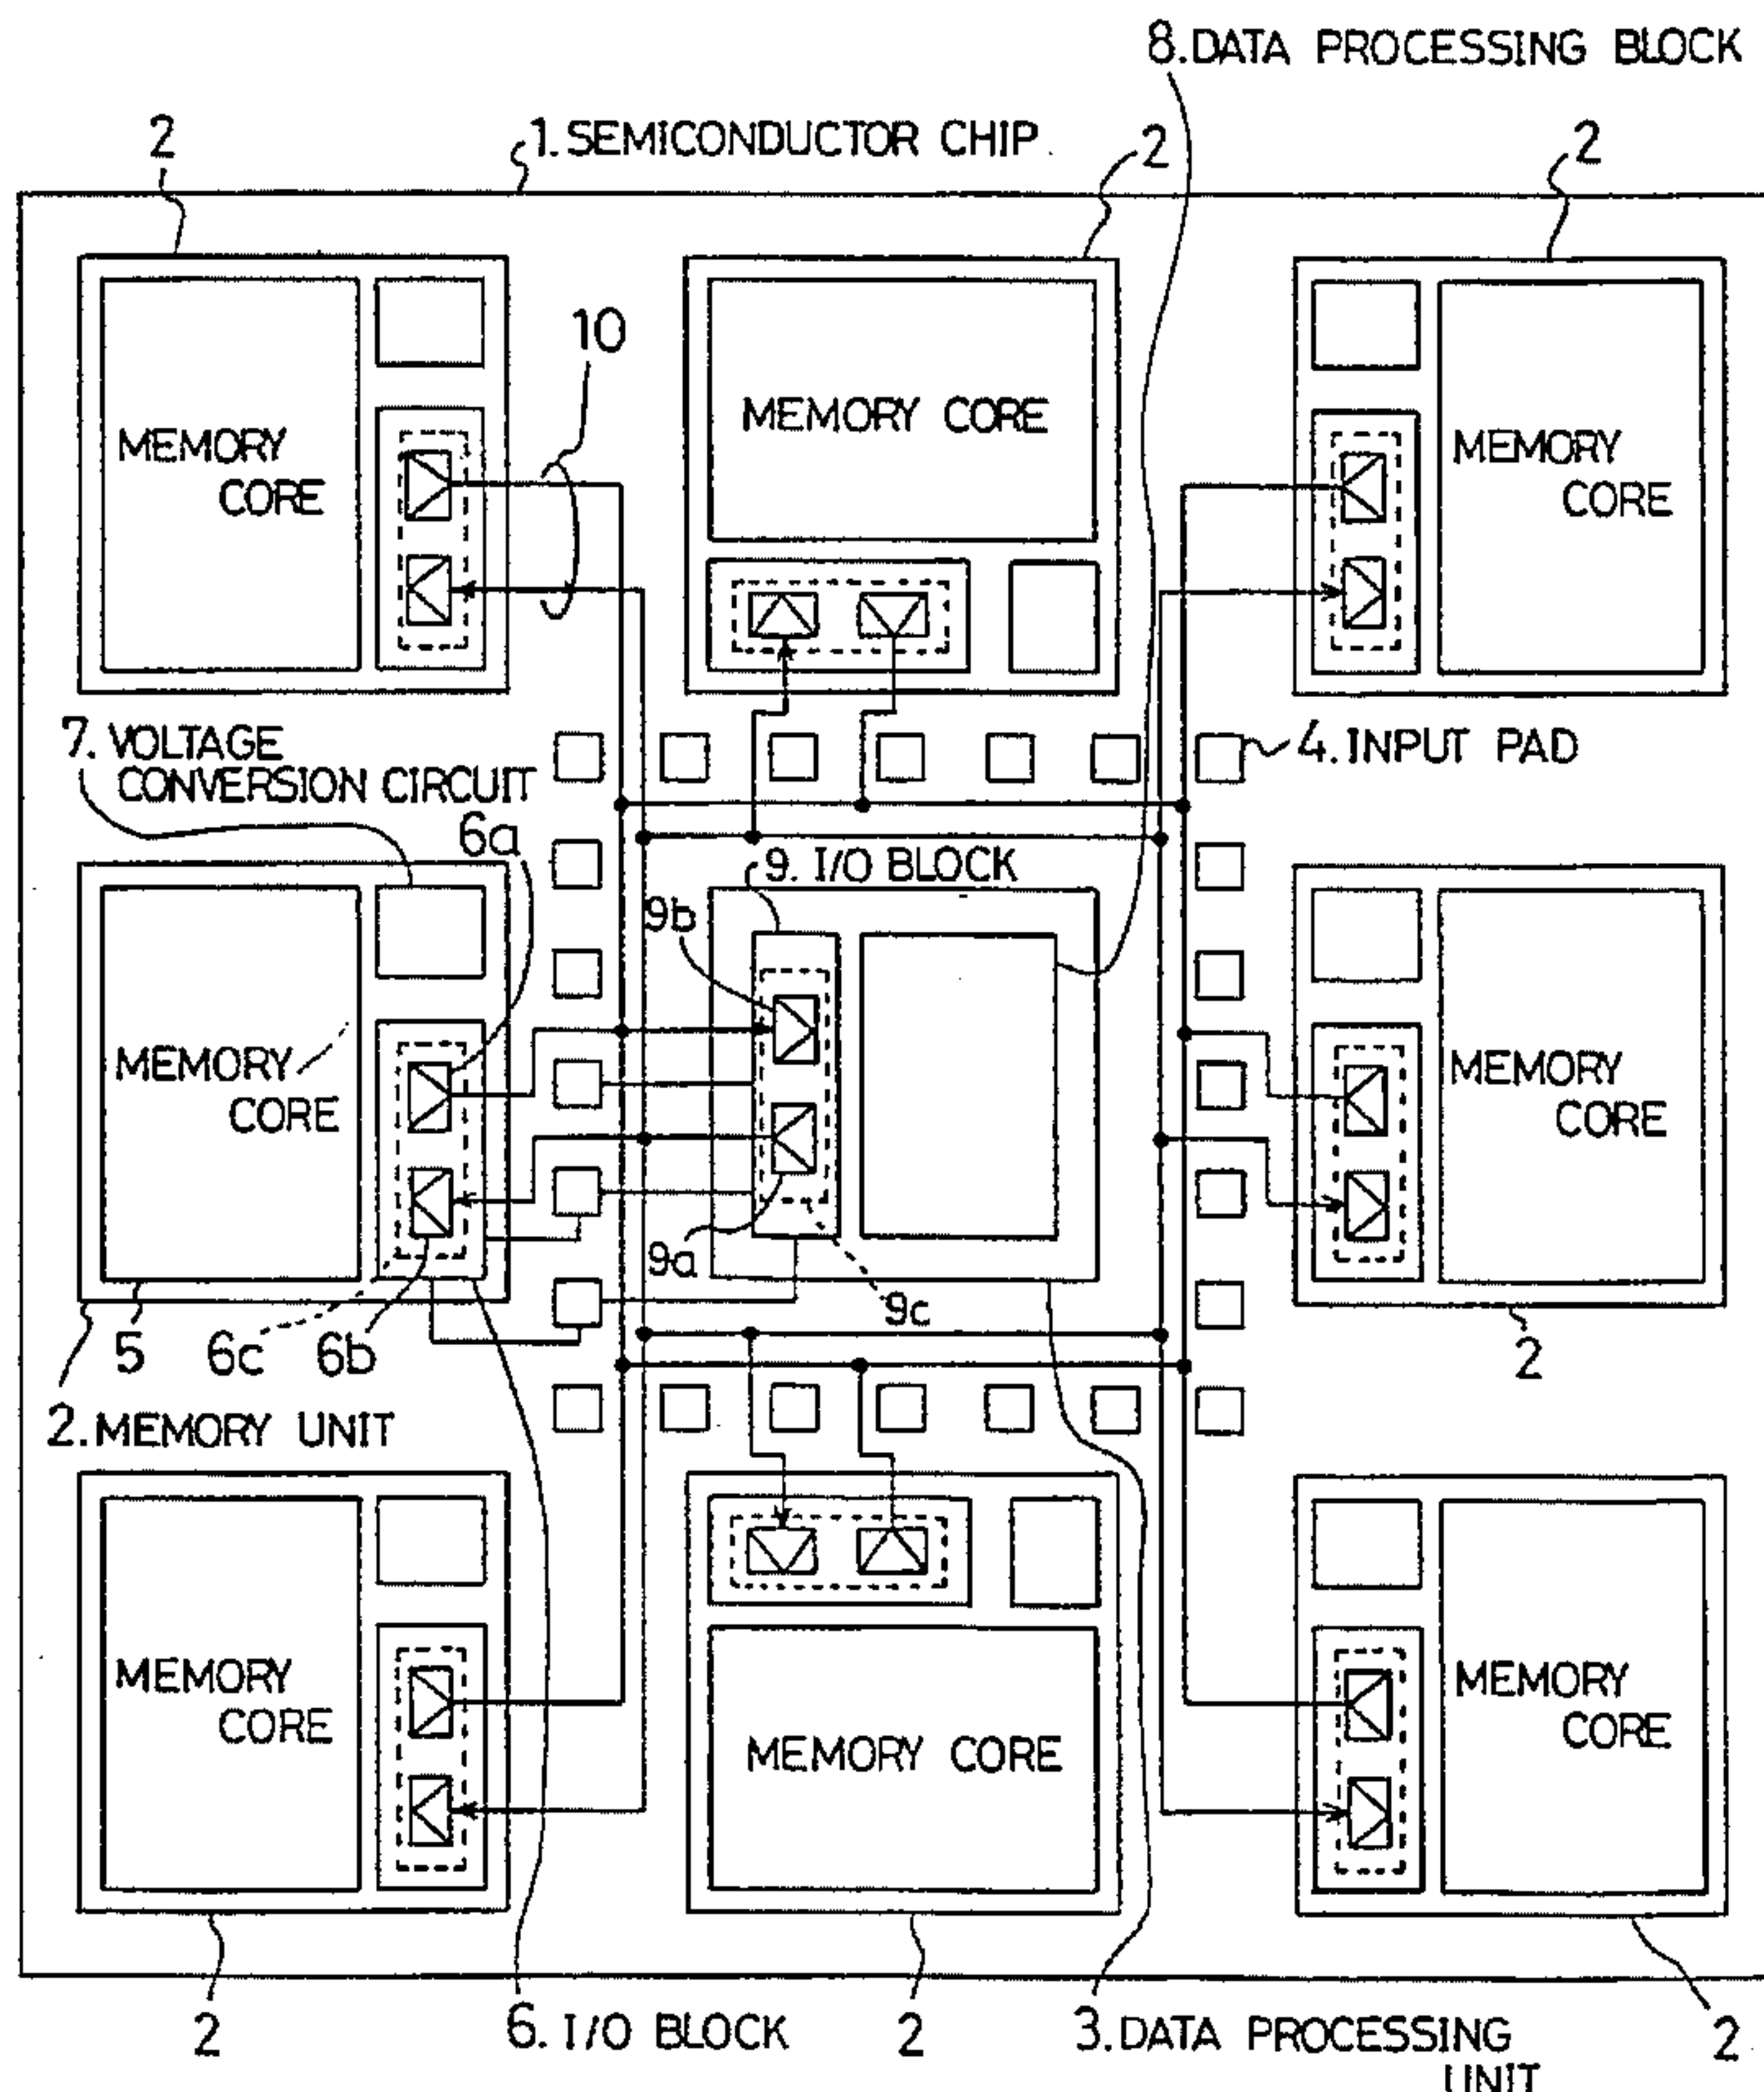 8. DATA PROCESSING BLOCK
2
1. SEMICONDUCTOR CHIP
2
2
10
MEMORY
CORE
MEMORY CORE
MEMORY
CORE
7. VOLTAGE
CONVERSION CIRCUIT
4. INPUT PAD
6a
9. I/O BLOCK
9b
MEMORY
CORE
MEMORY
CORE
9a
9c
5
6c
6b
2
2. MEMORY UNIT
MEMORY
CORE
MEMORY CORE
MEMORY
CORE
2
6. I/O BLOCK
2
3. DATA PROCESSING
UNIT
2